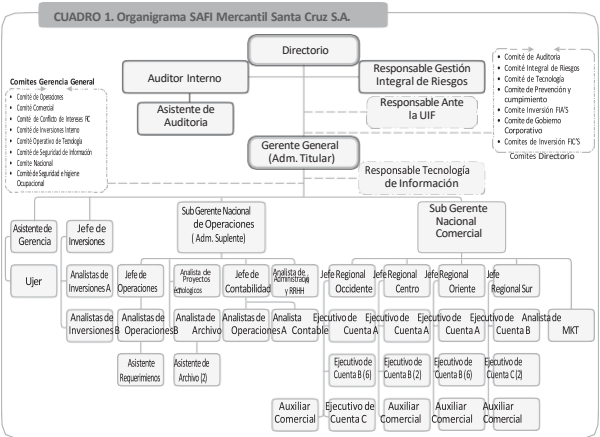 CUADRO 1. Organigrama SAFI Mercantil Santa Cruz S.A.
Directorio
Auditor Interno
Responsable Gestión
Integral de Riesgos
Asistente de
Auditoria
Responsable Ante
la UIF
Comites Gerencia General
• Comité de Operaciones
• Comité Comercial
• Comité de Conflicto de Intereses FIC
• Comité de Inversiones Interno
• Comité Operativo de Tecnología
• Comité de Seguridad de Información
• Comite Nacional
• Comité de Seguridad e higiene
Ocupacional
• Comité de Auditoria
• Comité Integral de Riesgos
• Comité de Tecnología
• Comite de Prevención y
cumpimiento
• Comite Inversión FIA'S
• Comite de Gobierno
Corporativo
• Comites de Inversión FIC'S
Comites Directorio
Gerente General
(Adm. Titular)
Responsable Tecnología
de Información
Asistente de
Gerencia
Jefe de
Inversiones
Sub Gerente Nacional
de Operaciones
( Adm. Suplente)
Sub Gerente
Nacional
Comercial
Ujer
Analistas de
Inversiones A
Jefe de
Operaciones
Analista de
Proyectos
Jefe de
Contabilidad
Analista de
Administració
y RRHH
Jefe Regional
Occidente
Jefe Regional
Centro
Jefe Regional
Oriente
Jefe
Regional Sur
Analistas de
Inversiones B
Analistas de
Operaciones B
Analista de
Archivo
Analistas de
Operaciones A
Analista
Contable
Ejecutivo de
Cuenta A
Ejecutivo de
Cuenta A
Ejecutivo de
Cuenta A
Ejecutivo de
Cuenta B
Analista de
MKT
Asistente
Requerimienos
Asistente de
Archivo (2)
Ejecutivo de
Cuenta B (6)
Ejecutivo de
Cuenta B (2)
Ejecutivo de
Cuenta B (6)
Ejecutivo de
Cuenta C (2)
Auxiliar
Comercial
Ejecutivo de
Cuenta C
Auxiliar
Comercial
Auxiliar
Comercial
Auxiliar
Comercial